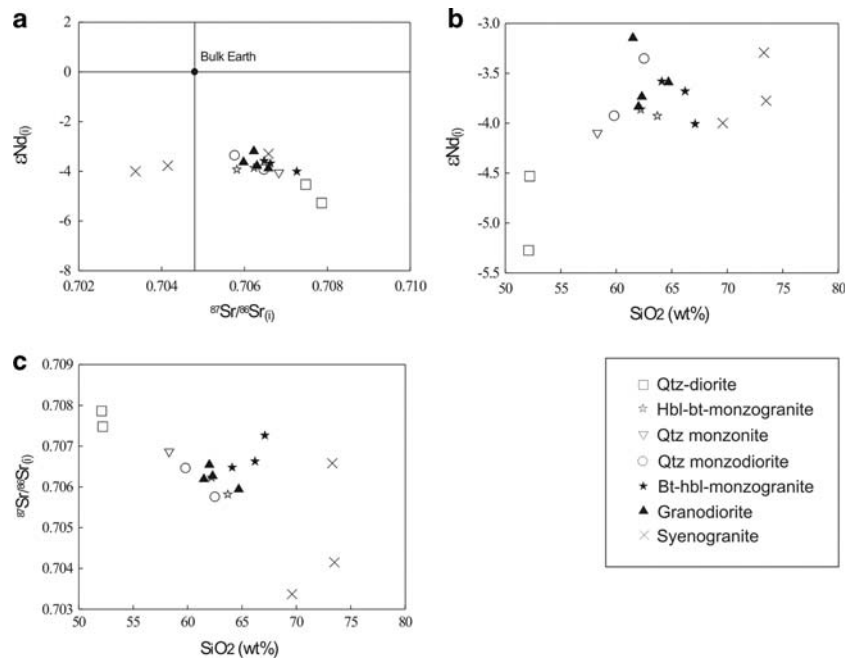 a
2
0
-2
-4
-6
-8
εNd(i)
Bulk Earth
0.702
0.704
0.706
0.708
0.710
⁸⁷Sr/⁸⁶Sr(i)
b
-3.0
-3.5
-4.0
-4.5
-5.0
-5.5
εNd(i)
50
55
60
65
70
75
80
SiO2 (wt%)
c
0.709
0.708
0.707
0.706
0.705
0.704
0.703
⁸⁷Sr/⁸⁶Sr(i)
50
55
60
65
70
75
80
SiO2 (wt%)
Qtz-diorite
Hbl-bt-monzogranite
Qtz monzonite
Qtz monzodiorite
Bt-hbl-monzogranite
Granodiorite
Syenogranite